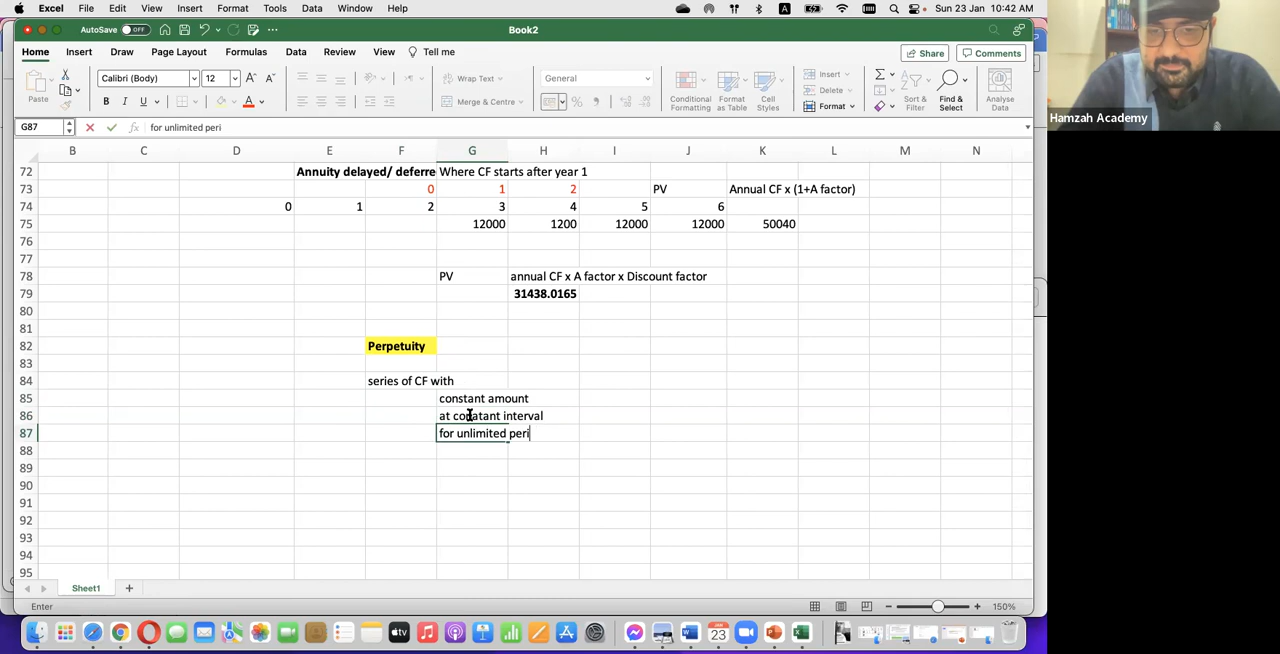 Excel File Edit View Insert Format Tools Data Window Help A Sun 23 Jan 10:42 AM
AutoSave OFF Book2
Home Insert Draw Page Layout Formulas Data Review View Tell me Share Comments
Paste Calibri (Body) 12 A A Wrap Text General Insert Delete Format
B I U A Merge & Centre % Conditional Formatting Format as Table Cell Styles Sort & Filter Find & Select Analyse Data
G87 fx for unlimited peri
B C D E F G H I J K L M N
72 Annuity delayed/ deferre Where CF starts after year 1
73 0 1 2 PV Annual CF x (1+A factor)
74 0 1 2 3 4 5 6
75 12000 1200 12000 12000 50040
76
77
78 PV annual CF x A factor x Discount factor
79 31438.0165
80
81
82 Perpetuity
83
84 series of CF with
85 constant amount
86 at conatant interval
87 for unlimited peri
88
89
90
91
92
93
94
95
Sheet1
Enter 150%
Hamzah Academy
JAN
23
tv